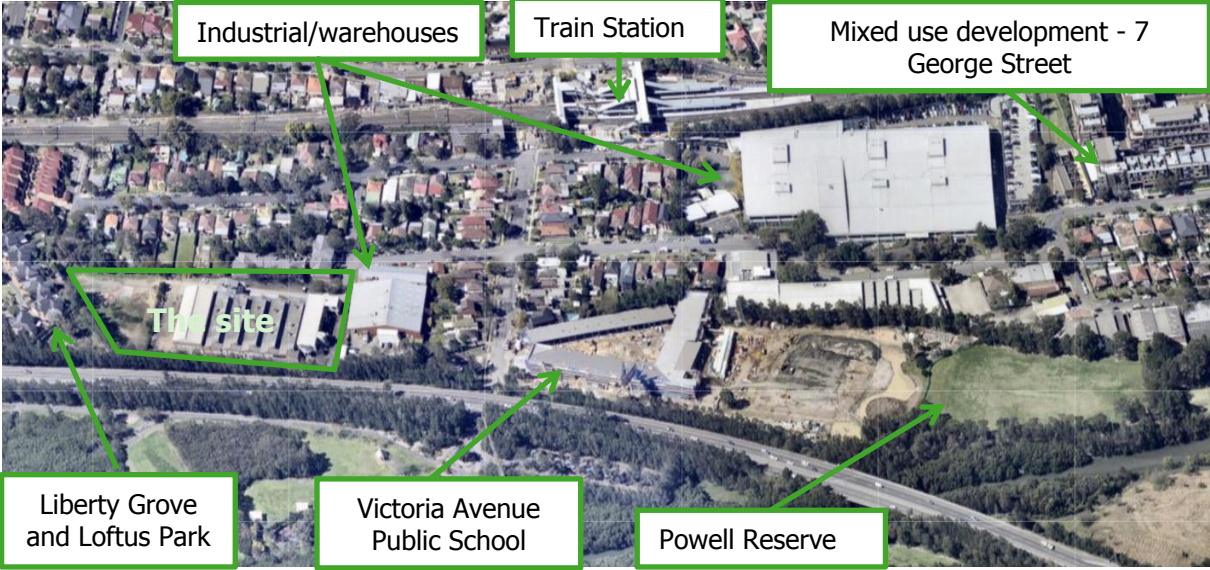 Industrial/warehouses
Train Station
Mixed use development - 7
George Street
The site
Liberty Grove
and Loftus Park
Victoria Avenue
Public School
Powell Reserve